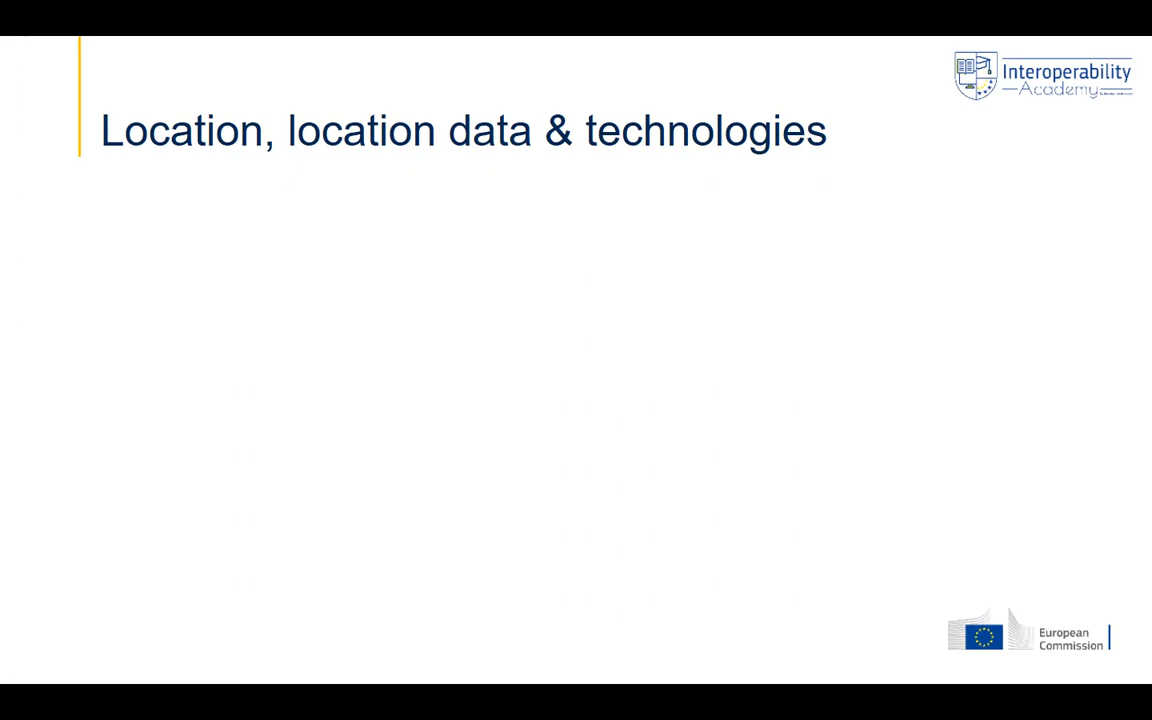 Interoperability
Academy
Location, location data & technologies
European
Commission